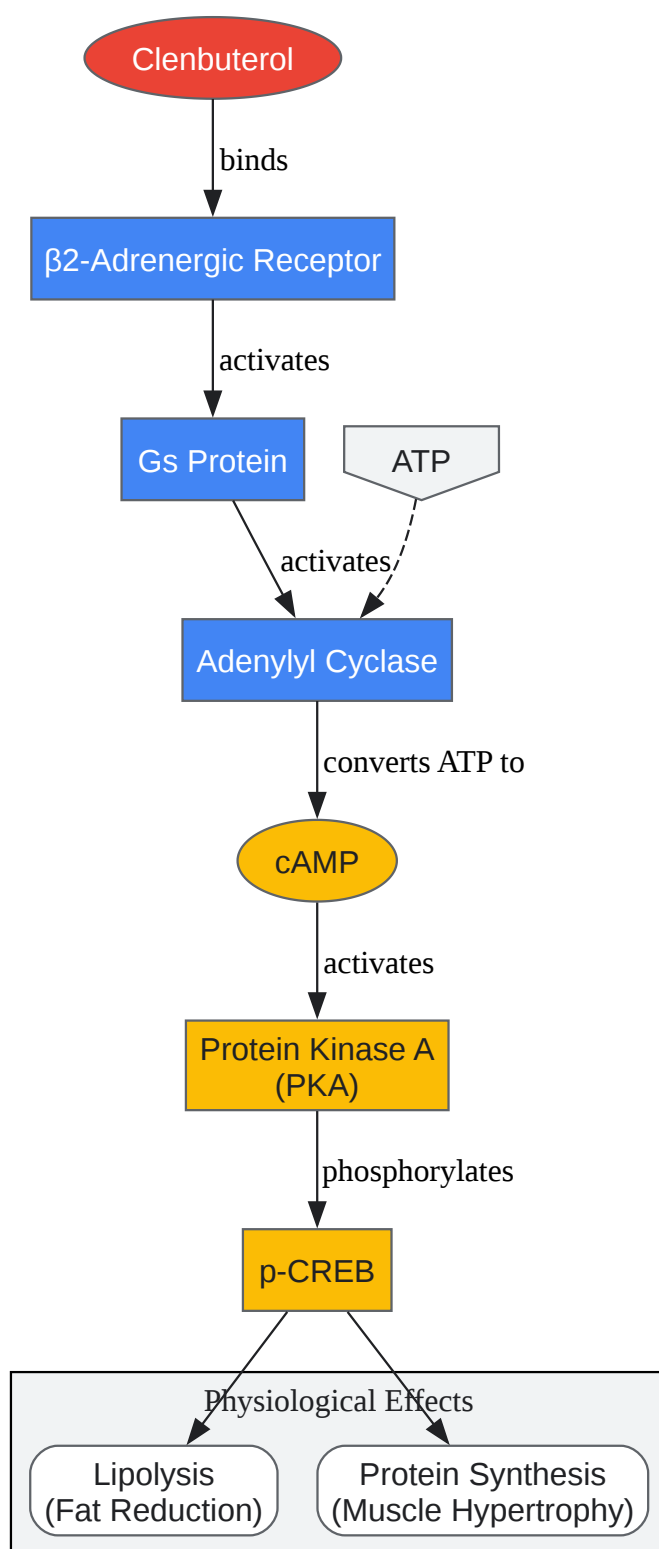 Clenbuterol
binds
β2-Adrenergic Receptor
activates
Gs Protein
ATP
activates
Adenylyl Cyclase
converts ATP to
cAMP
activates
Protein Kinase A
(PKA)
phosphorylates
p-CREB
Physiological Effects
Lipolysis
(Fat Reduction)
Protein Synthesis
(Muscle Hypertrophy)